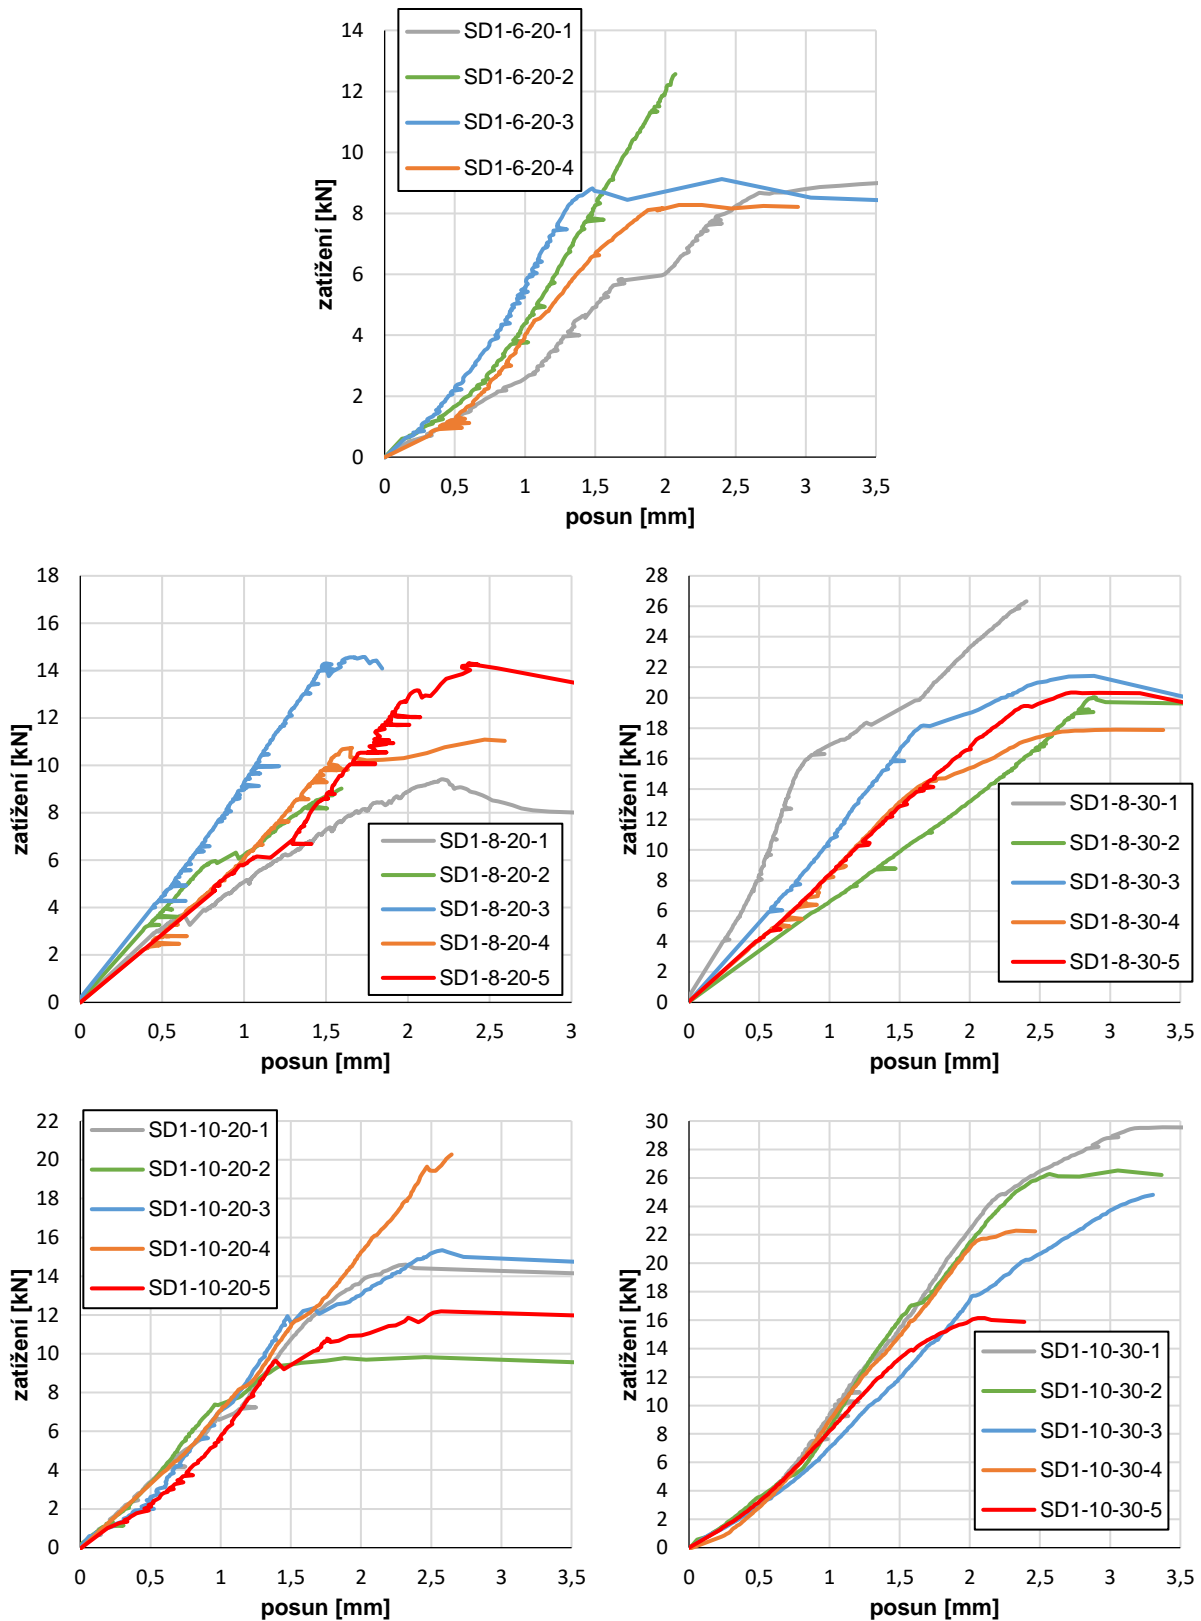 SD1-6-20-1
SD1-6-20-2
SD1-6-20-3
SD1-6-20-4
14
12
10
8
6
4
2
0
zatížení [kN]
0 0,5 1 1,5 2 2,5 3 3,5
posun [mm]
18
16
14
12
10
8
6
4
2
0
zatížení [kN]
SD1-8-20-1
SD1-8-20-2
SD1-8-20-3
SD1-8-20-4
SD1-8-20-5
0 0,5 1 1,5 2 2,5 3
posun [mm]
28
26
24
22
20
18
16
14
12
10
8
6
4
2
0
zatížení [kN]
SD1-8-30-1
SD1-8-30-2
SD1-8-30-3
SD1-8-30-4
SD1-8-30-5
0 0,5 1 1,5 2 2,5 3 3,5
posun [mm]
22
20
18
16
14
12
10
8
6
4
2
0
zatížení [kN]
SD1-10-20-1
SD1-10-20-2
SD1-10-20-3
SD1-10-20-4
SD1-10-20-5
0 0,5 1 1,5 2 2,5 3 3,5
posun [mm]
30
28
26
24
22
20
18
16
14
12
10
8
6
4
2
0
zatížení [kN]
SD1-10-30-1
SD1-10-30-2
SD1-10-30-3
SD1-10-30-4
SD1-10-30-5
0 0,5 1 1,5 2 2,5 3 3,5
posun [mm]